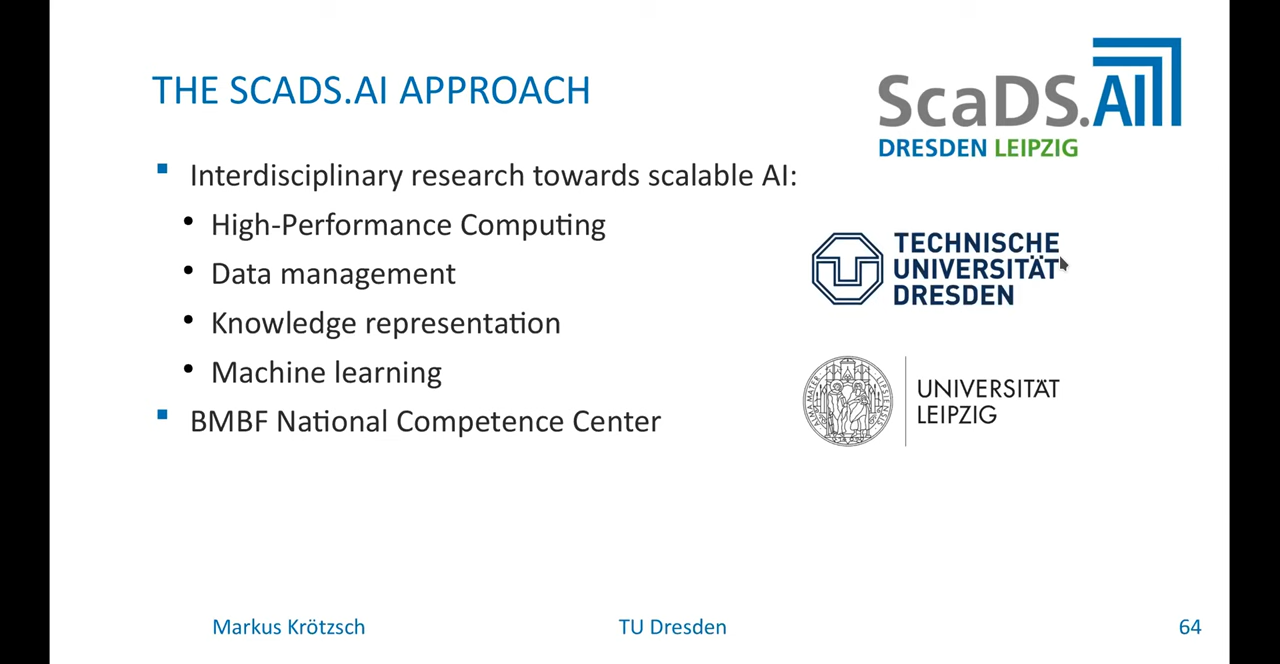 THE SCADS.AI APPROACH
ScaDS.AI
DRESDEN LEIPZIG
Interdisciplinary research towards scalable AI:
High-Performance Computing
Data management
Knowledge representation
Machine learning
BMBF National Competence Center
TECHNISCHE
UNIVERSITÄT
DRESDEN
UNIVERSITÄT
LEIPZIG
Markus Krötzsch
TU Dresden
64